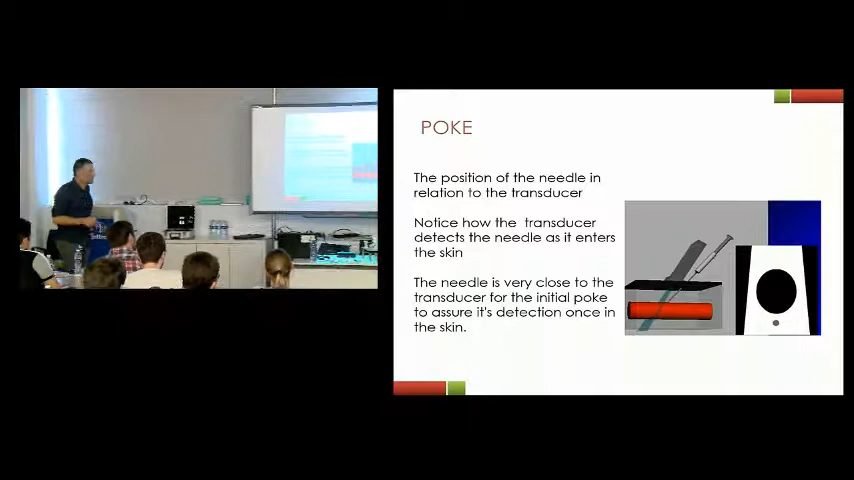 POKE
The position of the needle in
relation to the transducer
Notice how the transducer
detects the needle as it enters
the skin
The needle is very close to the
transducer for the initial poke
to assure it's detection once in
the skin.